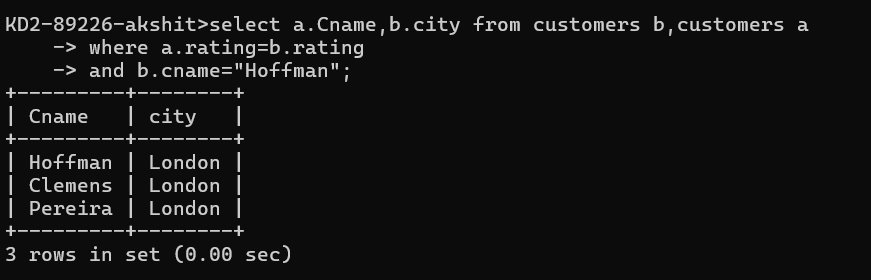 KD2-89226-akshit>select a.Cname,b.city from customers b,customers a
    -> where a.rating=b.rating
    -> and b.cname="Hoffman";
+---------+--------+
| Cname   | city   |
+---------+--------+
| Hoffman | London |
| Clemens | London |
| Pereira | London |
+---------+--------+
3 rows in set (0.00 sec)